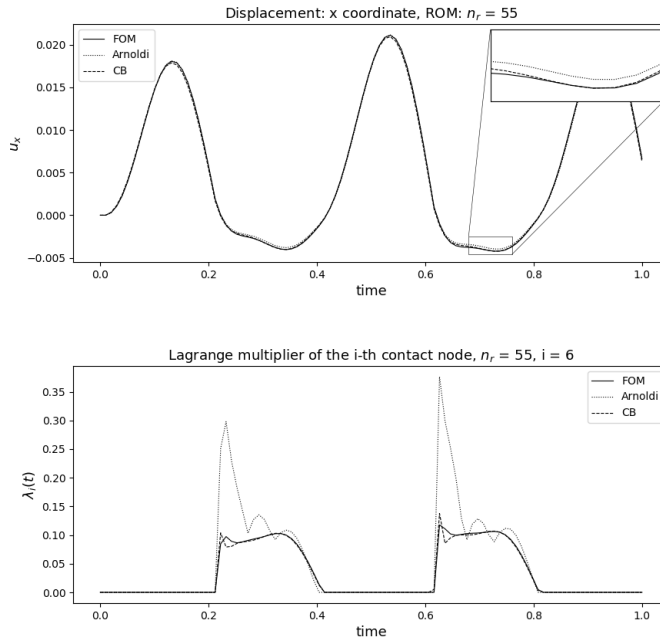 Displacement: x coordinate, ROM: n_r = 55
FOM
Arnoldi
CB
0.020
0.015
0.010
0.005
0.000
−0.005
u_x
0.0 0.2 0.4 0.6 0.8 1.0
time
Lagrange multiplier of the i-th contact node, n_r = 55, i = 6
FOM
Arnoldi
CB
0.35
0.30
0.25
0.20
0.15
0.10
0.05
0.00
λ_i(t)
0.0 0.2 0.4 0.6 0.8 1.0
time